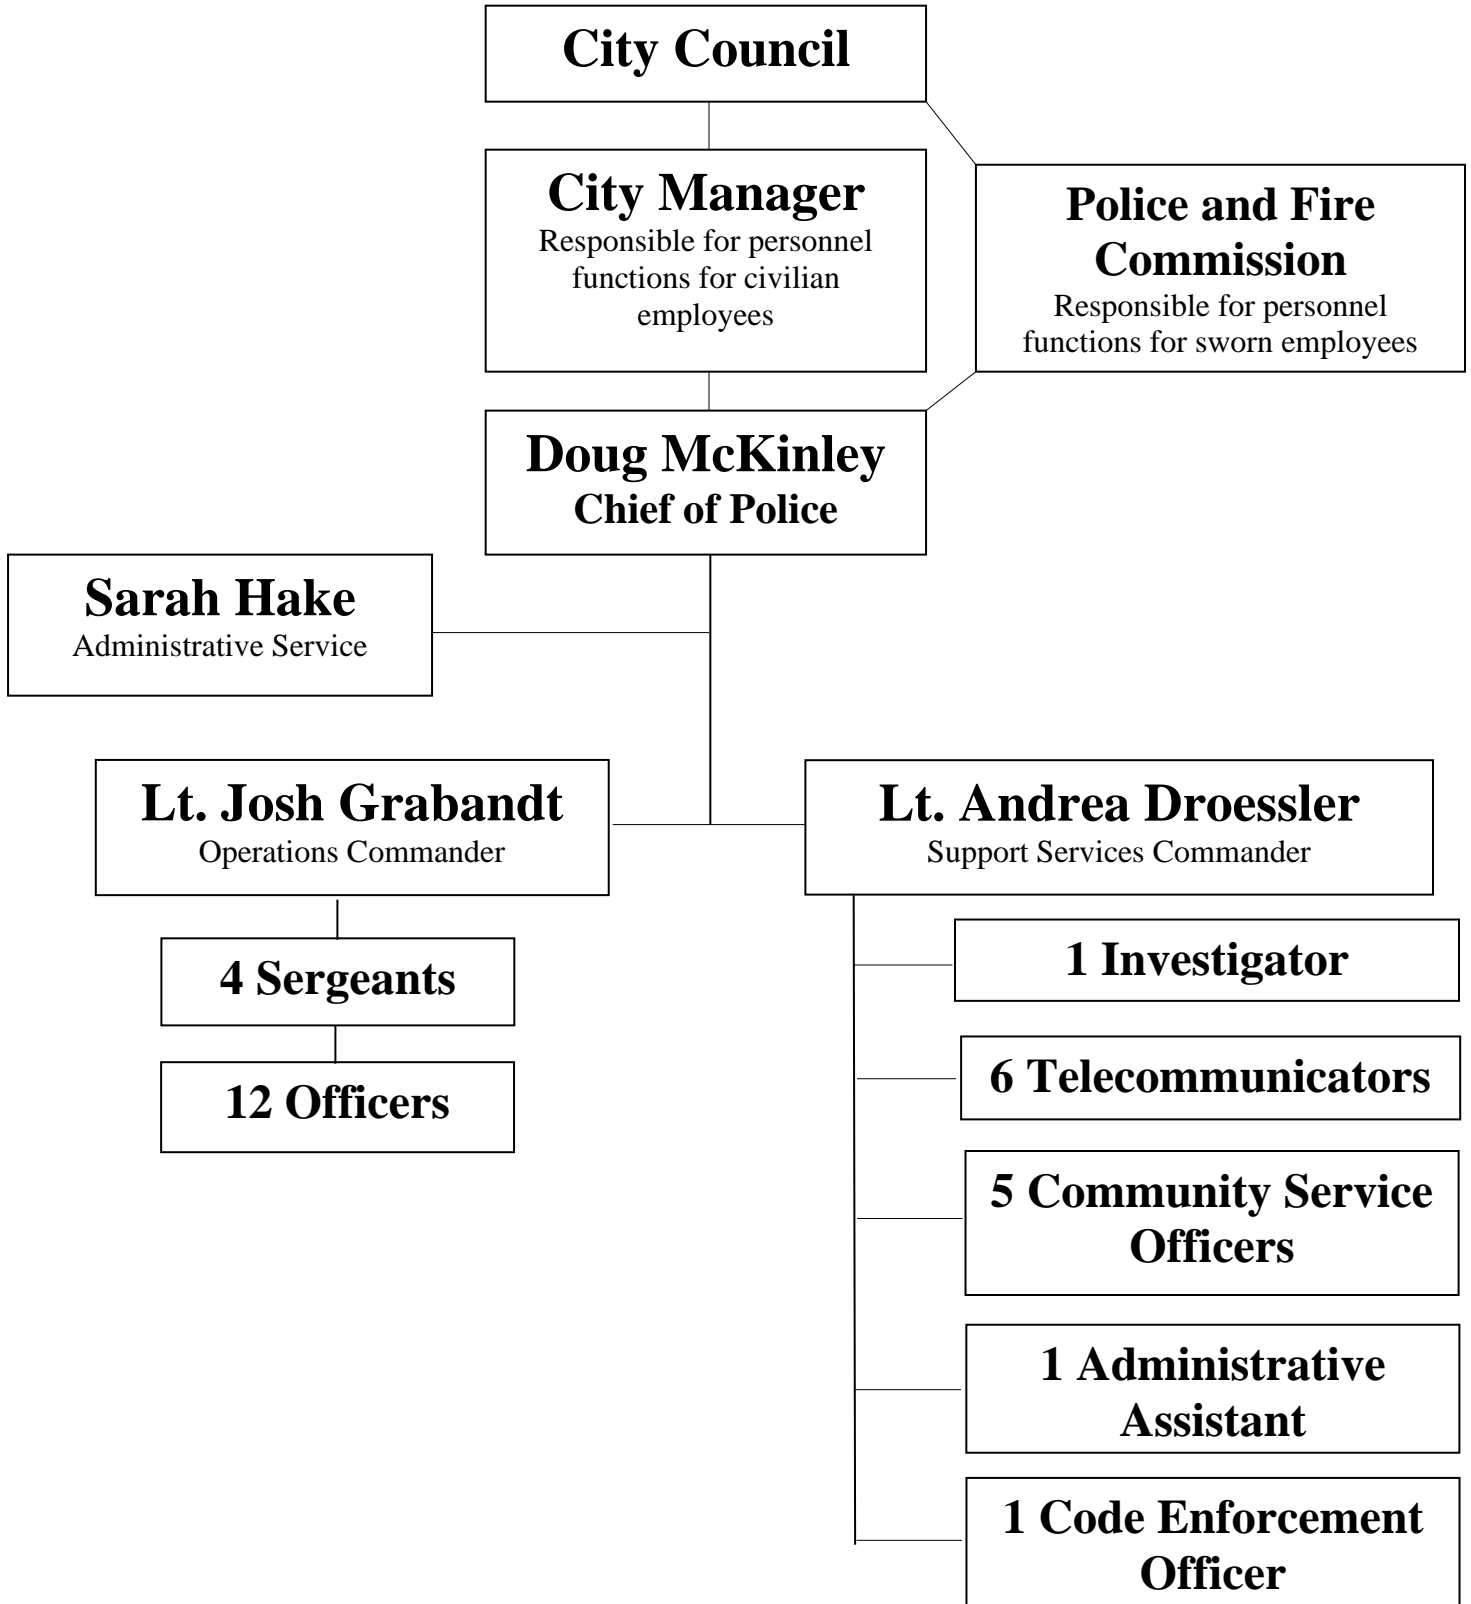 City Council
City Manager
Responsible for personnel
functions for civilian
employees
Police and Fire
Commission
Responsible for personnel
functions for sworn employees
Doug McKinley
Chief of Police
Sarah Hake
Administrative Service
Lt. Josh Grabandt
Operations Commander
4 Sergeants
12 Officers
Lt. Andrea Droessler
Support Services Commander
1 Investigator
6 Telecommunicators
5 Community Service
Officers
1 Administrative
Assistant
1 Code Enforcement
Officer